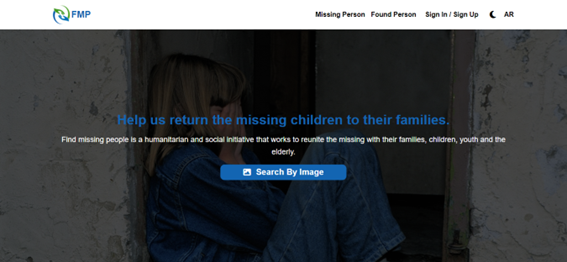 FMP
Missing Person Found Person Sign In / Sign Up AR
Help us return the missing children to their families.
Find missing people is a humanitarian and social initiative that works to reunite the missing with their families, children, youth and the
elderly.
Search By Image